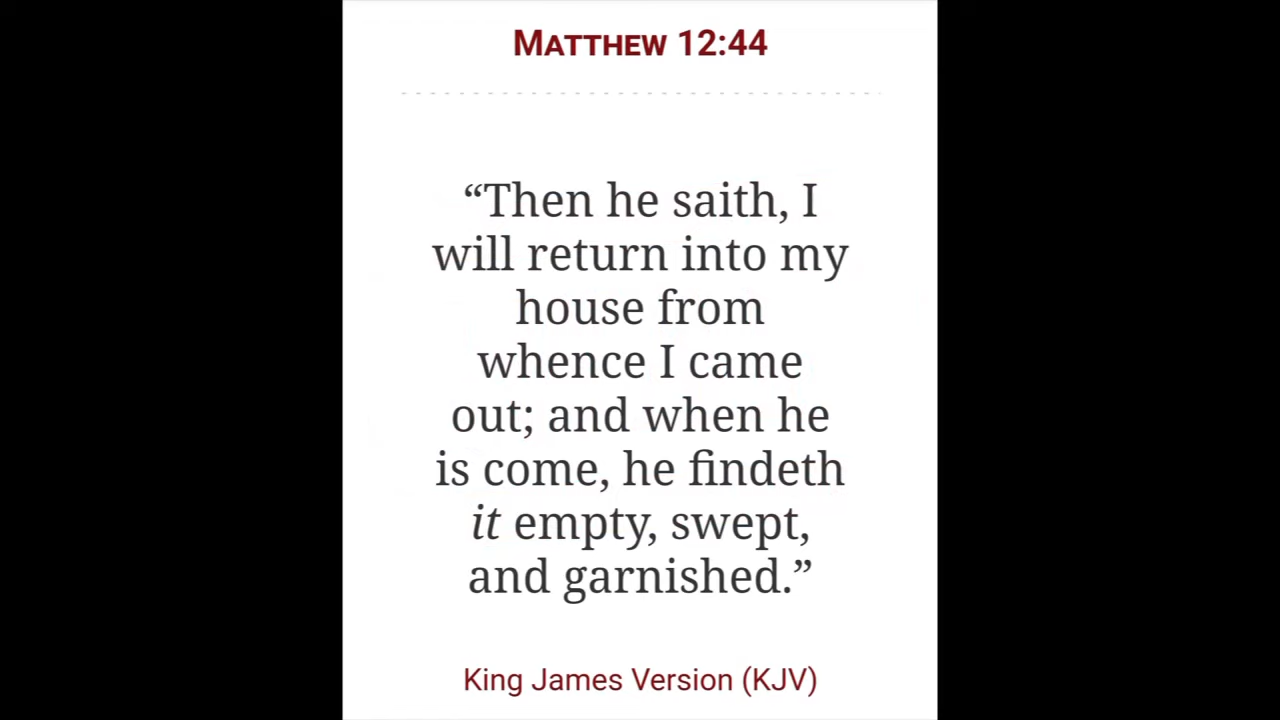 MATTHEW 12:44
“Then he saith, I
will return into my
house from
whence I came
out; and when he
is come, he findeth
it empty, swept,
and garnished.”
King James Version (KJV)